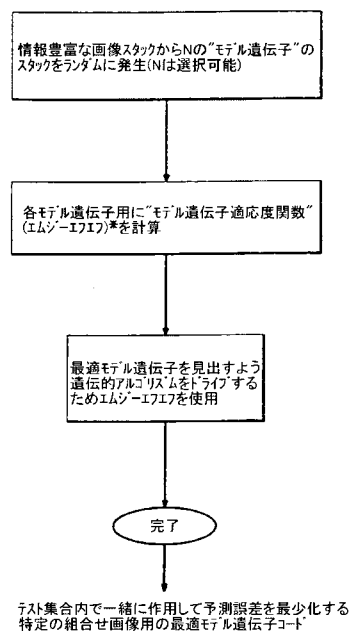 情報豊富な画像ｽﾀｯｸからNの"ﾓﾃﾞﾙ遺伝子"の
ｽﾀｯｸをﾗﾝﾀﾞﾑに発生(Nは選択可能)
各ﾓﾃﾞﾙ遺伝子用に"ﾓﾃﾞﾙ遺伝子適応度関数"
(ｴﾑｼﾞｰｴﾌｴﾌ)*を計算
最適ﾓﾃﾞﾙ遺伝子を見出すよう
遺伝的ｱﾙｺﾞﾘｽﾞﾑをﾄﾞﾗｲﾌﾞする
ためｴﾑｼﾞｰｴﾌｴﾌを使用
完了
ﾃｽﾄ集合内で一緒に作用して予測誤差を最少化する
特定の組合せ画像用の最適ﾓﾃﾞﾙ遺伝子ｺｰﾄﾞ